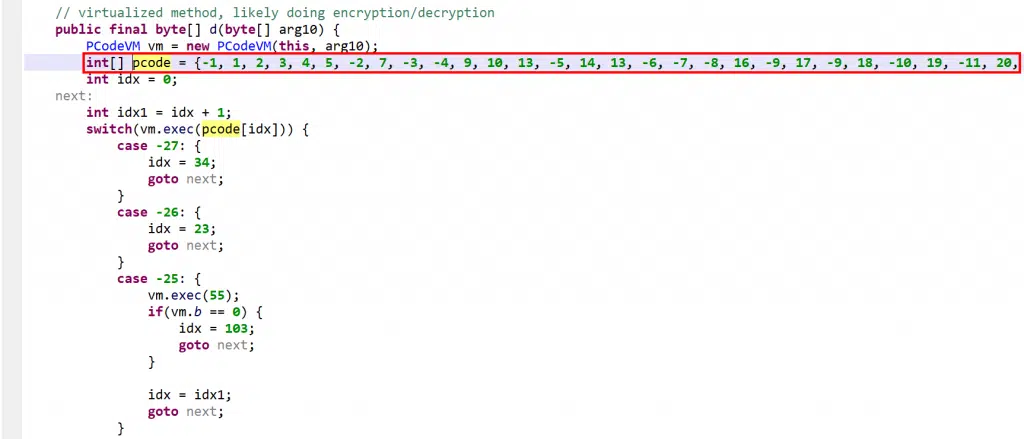 // virtualized method, likely doing encryption/decryption
public final byte[] d(byte[] arg10) {
PCodeVM vm = new PCodeVM(this, arg10);
int[] pcode = {-1, 1, 2, 3, 4, 5, -2, 7, -3, -4, 9, 10, 13, -5, 14, 13, -6, -7, -8, 16, -9, 17, -9, 18, -10, 19, -11, 20,
int idx = 0;
next:
int idx1 = idx + 1;
switch(vm.exec(pcode[idx])) {
case -27: {
idx = 34;
goto next;
}
case -26: {
idx = 23;
goto next;
}
case -25: {
vm.exec(55);
if(vm.b == 0) {
idx = 103;
goto next;
}
idx = idx1;
goto next;
}